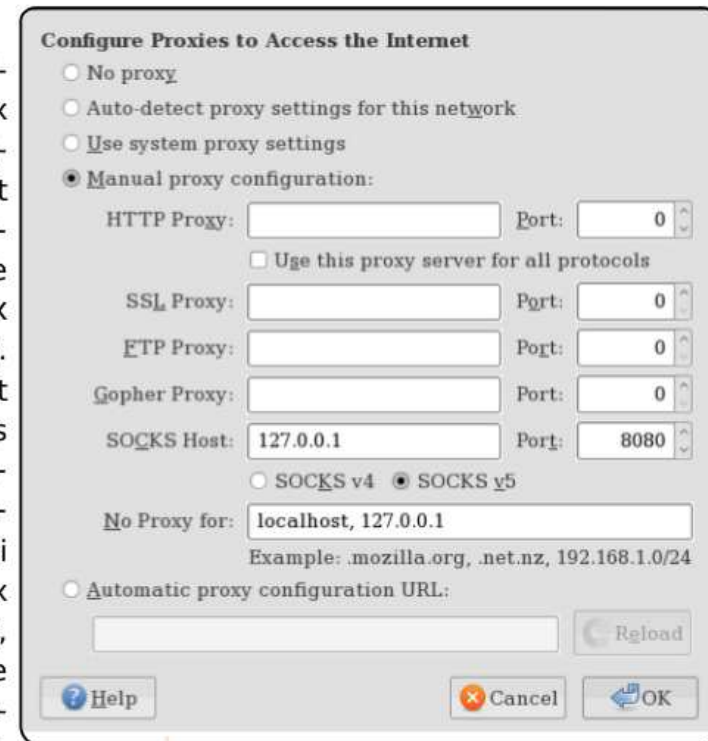 Configure Proxies to Access the Internet
No proxy
Auto-detect proxy settings for this network
Use system proxy settings
Manual proxy configuration:
HTTP Proxy: Port: 0
Use this proxy server for all protocols
SSL Proxy: Port: 0
FTP Proxy: Port: 0
Gopher Proxy: Port: 0
SOCKS Host: 127.0.0.1 Port: 8080
SOCKS v4 SOCKS v5
No Proxy for: localhost, 127.0.0.1
Example: .mozilla.org, .net.nz, 192.168.1.0/24
Automatic proxy configuration URL:
Reload
Help Cancel OK